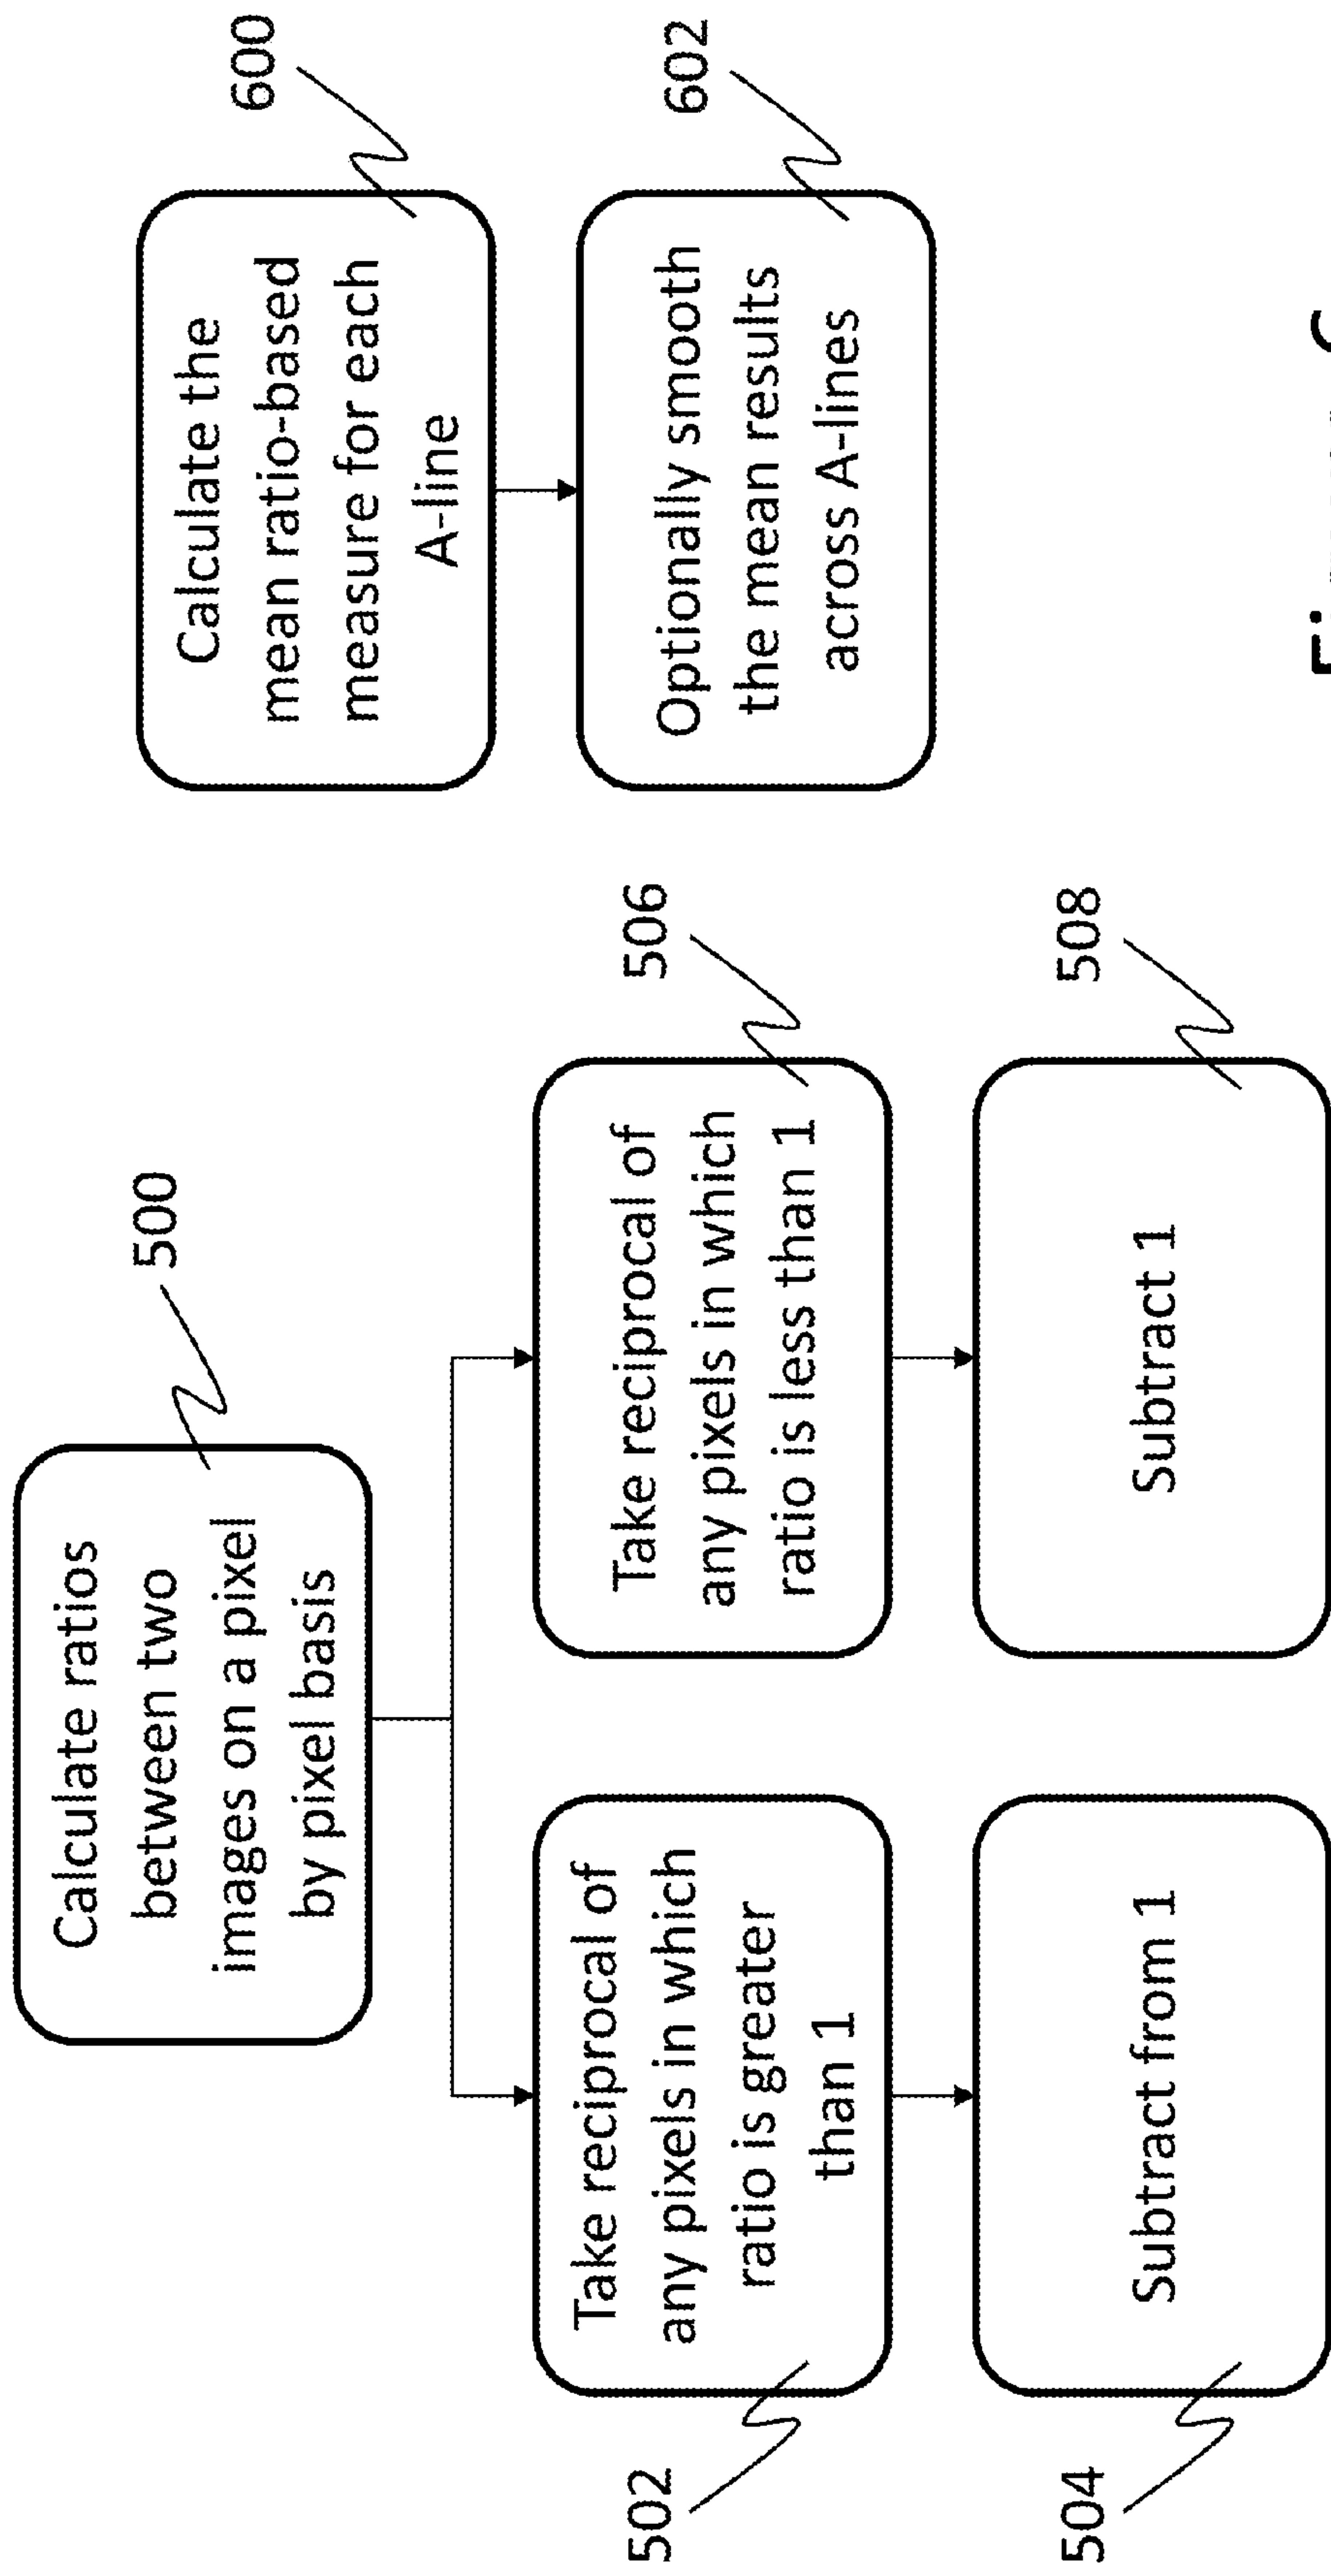 500
Calculate ratios
between two
images on a pixel
by pixel basis
502
Take reciprocal of
any pixels in which
ratio is greater
than 1
506
Take reciprocal of
any pixels in which
ratio is less than 1
504
Subtract from 1
508
Subtract 1
600
Calculate the
mean ratio-based
measure for each
A-line
602
Optionally smooth
the mean results
across A-lines